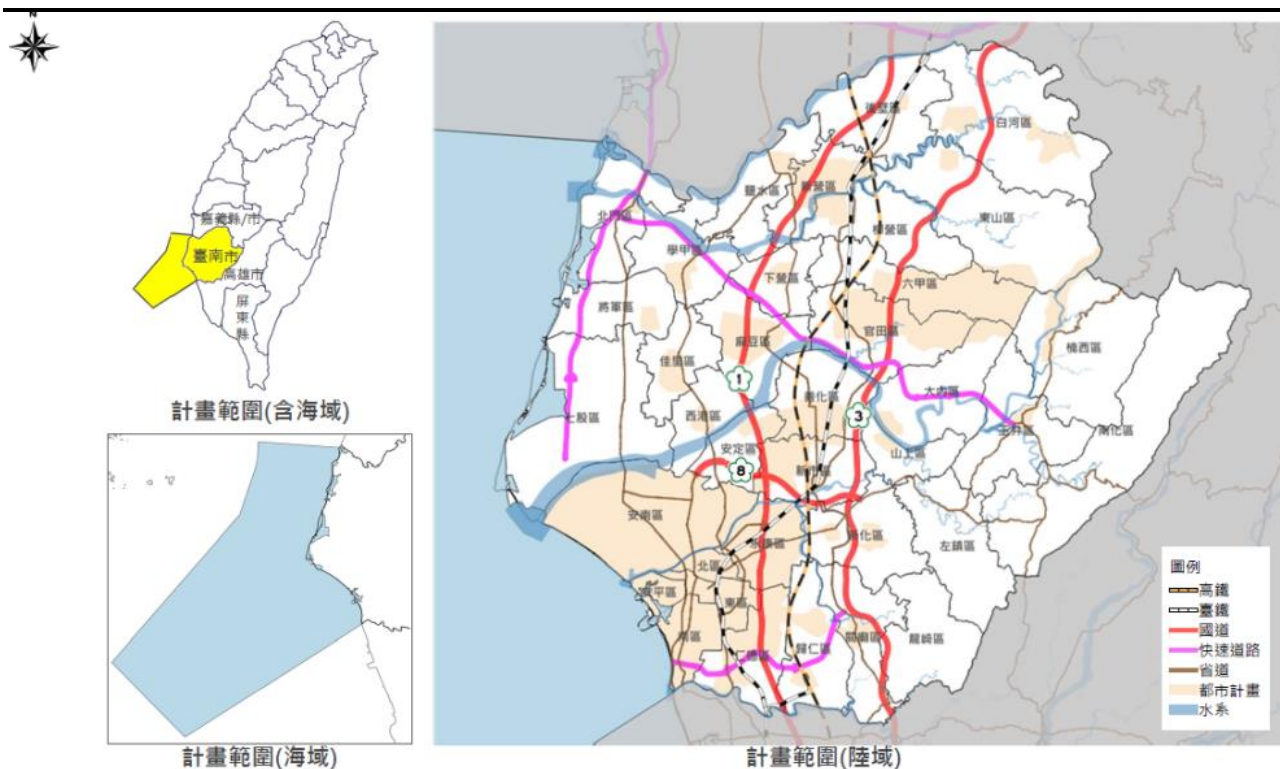 N
嘉義縣/市
臺南市
高雄市
屏東縣
計畫範圍(含海域)
計畫範圍(海域)
後壁區
白河區
鹽水區
新營區
北門區
學甲區
柳營區
東山區
下營區
六甲區
將軍區
官田區
麻豆區
楠西區
佳里區
1
大內區
善化區
七股區
西港區
3
玉井區
南化區
安定區
山上區
8
新市區
安南區
新化區
永康區
左鎮區
北區
安平區
東區
南區
仁德區
歸仁區
關廟區
龍崎區
圖例
高鐵
臺鐵
國道
快速道路
省道
都市計畫
水系
計畫範圍(陸域)